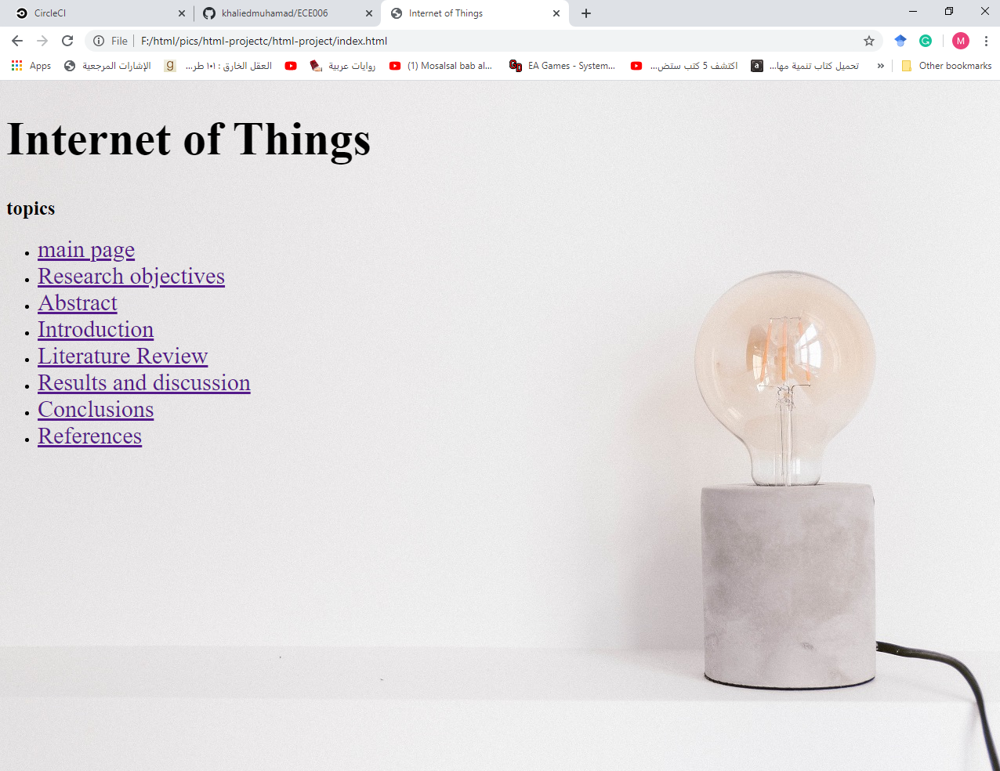 CircleCI
khaliedmuhamad/ECE006
Internet of Things
File
F:/html/pics/html-projectc/html-project/index.html
M
Apps
الإشارات المرجعية
g
العقل الخارق : ١٠١ طر...
روايات عربية
(1) Mosalsal bab al...
EA Games - System...
اكتشف 5 كتب ستض...
a
تحميل كتاب تنمية مها...
»
Other bookmarks
Internet of Things
topics
main page
Research objectives
Abstract
Introduction
Literature Review
Results and discussion
Conclusions
References